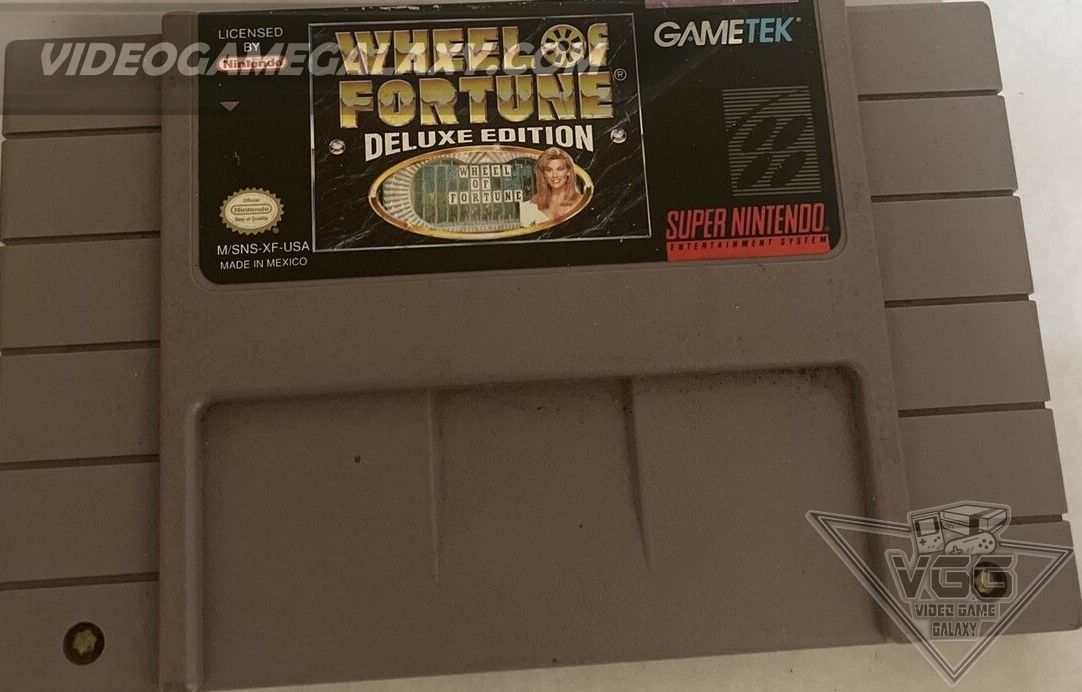 VIDEOGAMEGALAXY.COM
LICENSED
BY
Nintendo
WHEEL OF
FORTUNE®
DELUXE EDITION
WHEEL
OF
FORTUNE
GAMETEK®
Official
Nintendo
Seal of Quality
M/SNS-XF-USA
MADE IN MEXICO
SUPER NINTENDO®
ENTERTAINMENT SYSTEM
VGG
VIDEO GAME
GALAXY